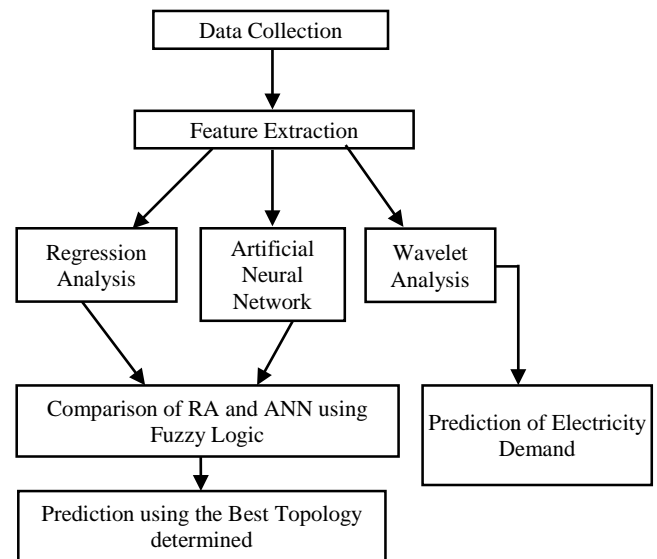 Data Collection
Feature Extraction
Regression
Analysis
Artificial
Neural
Network
Wavelet
Analysis
Comparison of RA and ANN using
Fuzzy Logic
Prediction of Electricity
Demand
Prediction using the Best Topology
determined